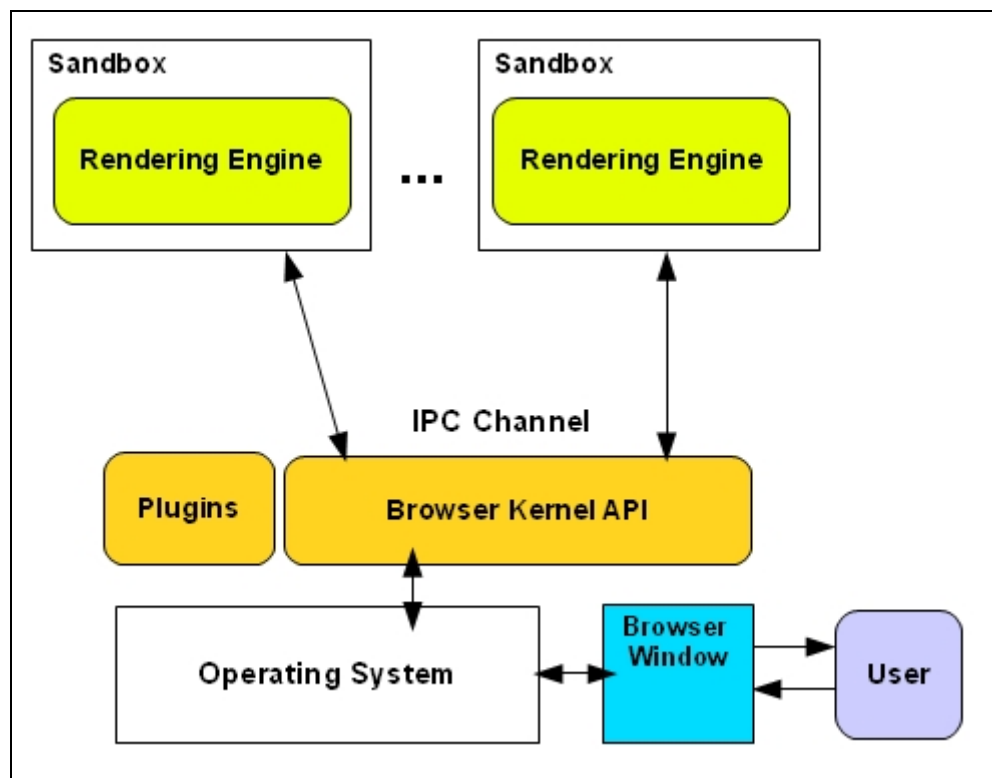 Sandbox
Sandbox
Rendering Engine
Rendering Engine
...
IPC Channel
Plugins
Browser Kernel API
Operating System
Browser
Window
User